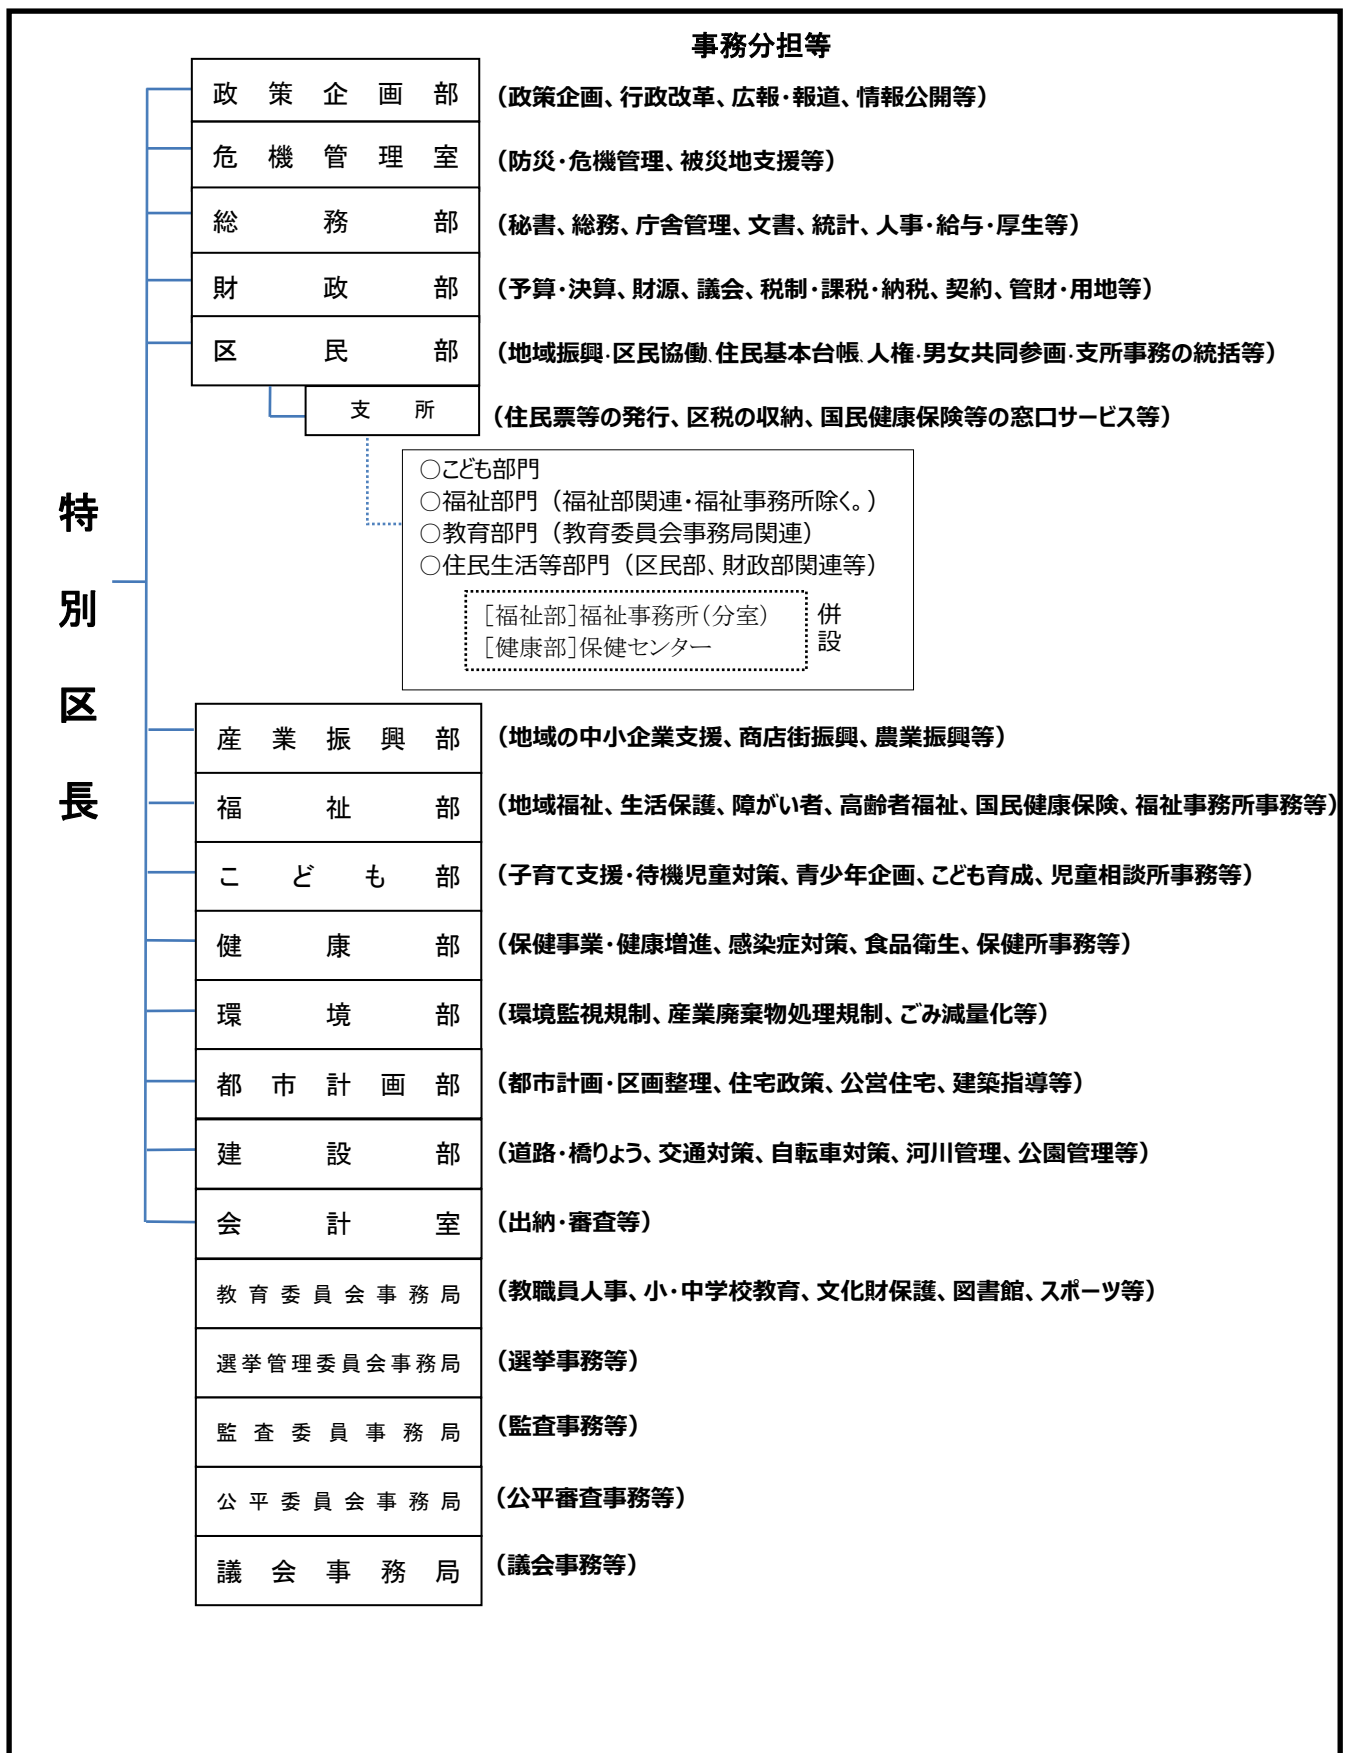 事務分担等
政策企画部 （政策企画、行政改革、広報・報道、情報公開等）
危機管理室 （防災・危機管理、被災地支援等）
総務部 （秘書、総務、庁舎管理、文書、統計、人事・給与・厚生等）
財政部 （予算・決算、財源、議会、税制・課税・納税、契約、管財・用地等）
区民部 （地域振興・区民協働、住民基本台帳、人権・男女共同参画・支所事務の統括等）
支所 （住民票等の発行、区税の収納、国民健康保険等の窓口サービス等）
○こども部門
○福祉部門（福祉部関連・福祉事務所除く。）
○教育部門（教育委員会事務局関連）
○住民生活等部門（区民部、財政部関連等）
［福祉部］福祉事務所（分室）
［健康部］保健センター
併設
特別区長
産業振興部 （地域の中小企業支援、商店街振興、農業振興等）
福祉部 （地域福祉、生活保護、障がい者、高齢者福祉、国民健康保険、福祉事務所事務等）
こども部 （子育て支援・待機児童対策、青少年企画、こども育成、児童相談所事務等）
健康部 （保健事業・健康増進、感染症対策、食品衛生、保健所事務等）
環境部 （環境監視規制、産業廃棄物処理規制、ごみ減量化等）
都市計画部 （都市計画・区画整理、住宅政策、公営住宅、建築指導等）
建設部 （道路・橋りょう、交通対策、自転車対策、河川管理、公園管理等）
会計室 （出納・審査等）
教育委員会事務局 （教職員人事、小・中学校教育、文化財保護、図書館、スポーツ等）
選挙管理委員会事務局 （選挙事務等）
監査委員事務局 （監査事務等）
公平委員会事務局 （公平審査事務等）
議会事務局 （議会事務等）